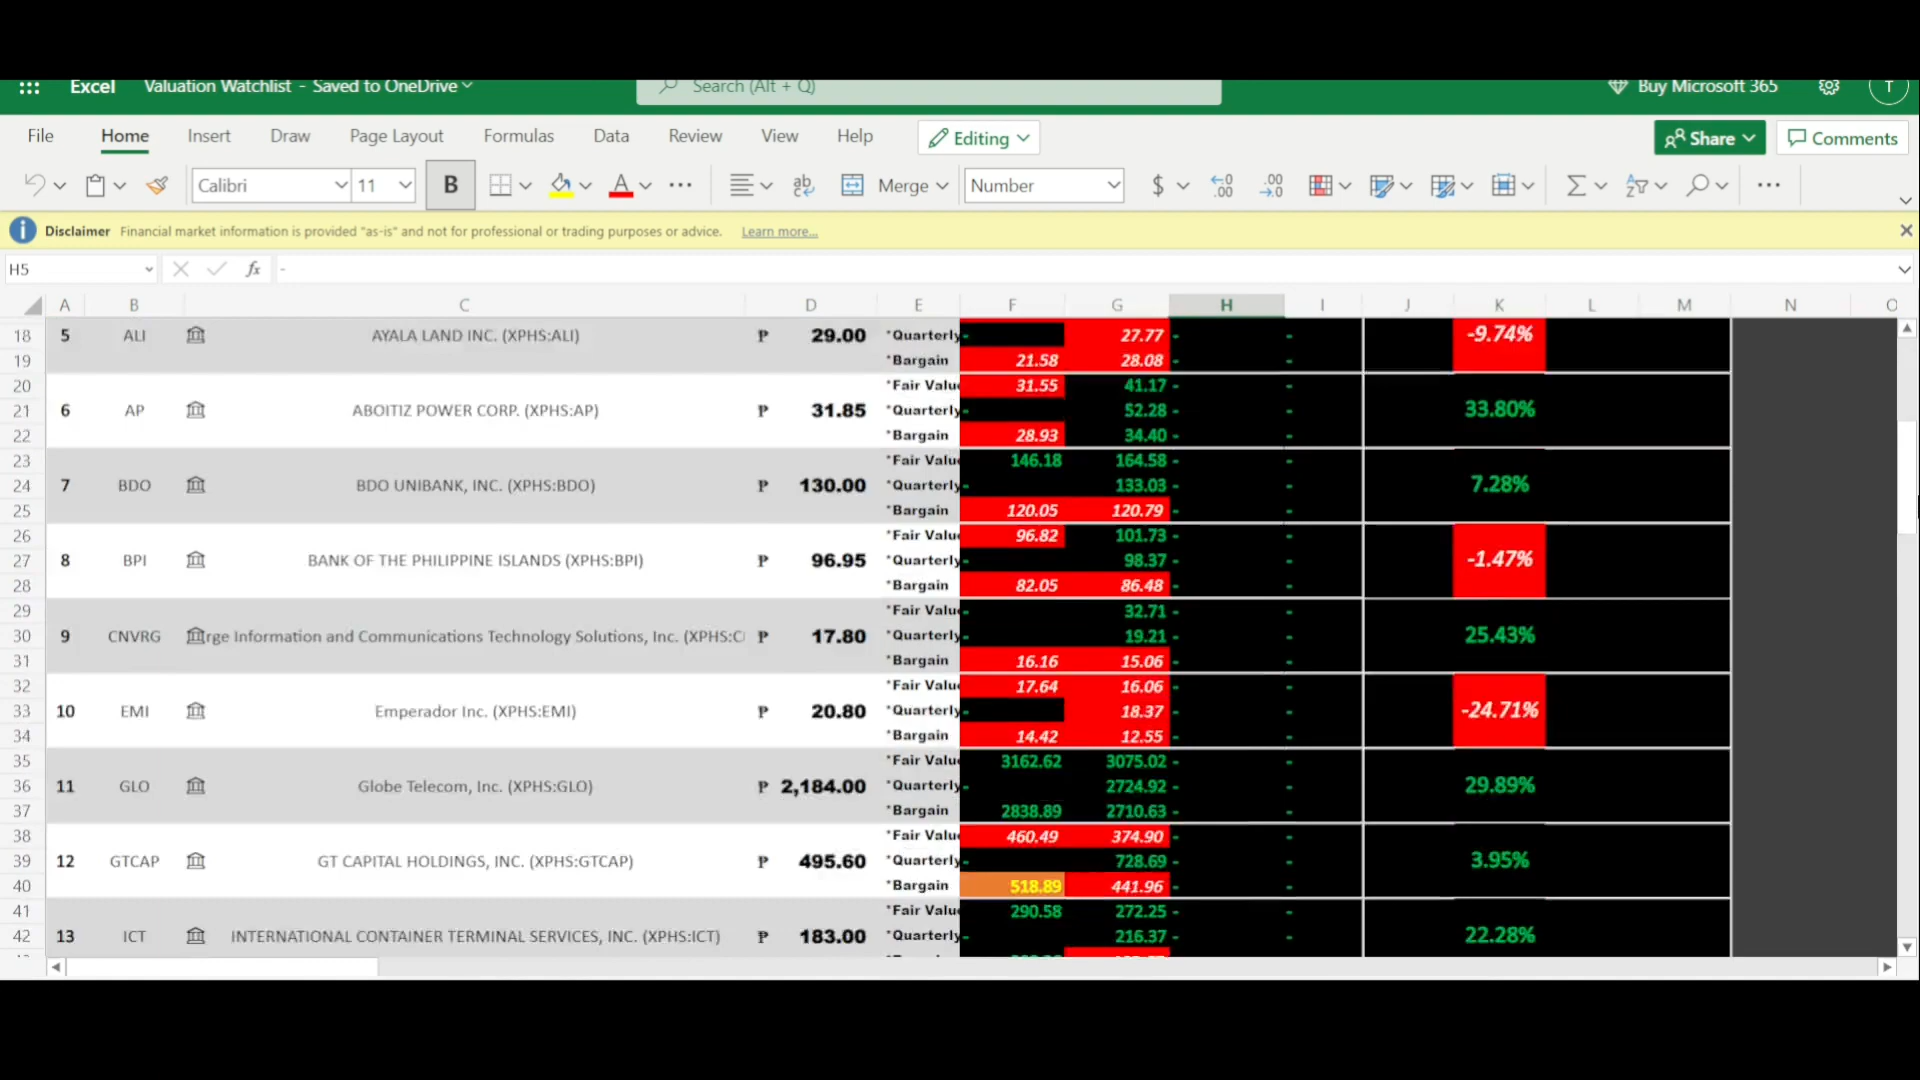 Excel Valuation Watchlist - Saved to OneDrive Search (Alt + Q) Buy Microsoft 365 T
File Home Insert Draw Page Layout Formulas Data Review View Help Editing Share Comments
Calibri 11 B A ab Merge Number $
Disclaimer Financial market information is provided "as-is" and not for professional or trading purposes or advice. Learn more...
H5 fx -
A B C D E F G H I J K L M N O
18 5 ALI AYALA LAND INC. (XPHS:ALI) ₱ 29.00 *Quarterly - 27.77 - - -9.74%
19 *Bargain 21.58 28.08
20 *Fair Valu 31.55 41.17 -
21 6 AP ABOITIZ POWER CORP. (XPHS:AP) ₱ 31.85 *Quarterly - 52.28 - - 33.80%
22 *Bargain 28.93 34.40 - -
23 *Fair Valu 146.18 164.58 - -
24 7 BDO BDO UNIBANK, INC. (XPHS:BDO) ₱ 130.00 *Quarterly - 133.03 - - 7.28%
25 *Bargain 120.05 120.79 - -
26 *Fair Valu 96.82 101.73 - -
27 8 BPI BANK OF THE PHILIPPINE ISLANDS (XPHS:BPI) ₱ 96.95 *Quarterly - 98.37 - - -1.47%
28 *Bargain 82.05 86.48 - -
29 *Fair Valu - 32.71 - -
30 9 CNVRG rge Information and Communications Technology Solutions, Inc. (XPHS:C ₱ 17.80 *Quarterly - 19.21 - - 25.43%
31 *Bargain 16.16 15.06 - -
32 *Fair Valu 17.64 16.06 - -
33 10 EMI Emperador Inc. (XPHS:EMI) ₱ 20.80 *Quarterly - 18.37 - - -24.71%
34 *Bargain 14.42 12.55 - -
35 *Fair Valu 3162.62 3075.02 - -
36 11 GLO Globe Telecom, Inc. (XPHS:GLO) ₱ 2,184.00 *Quarterly - 2724.92 - - 29.89%
37 *Bargain 2838.89 2710.63 - -
38 *Fair Valu 460.49 374.90 - -
39 12 GTCAP GT CAPITAL HOLDINGS, INC. (XPHS:GTCAP) ₱ 495.60 *Quarterly - 728.69 - - 3.95%
40 *Bargain 518.89 441.96 - -
41 *Fair Valu 290.58 272.25 - -
42 13 ICT INTERNATIONAL CONTAINER TERMINAL SERVICES, INC. (XPHS:ICT) ₱ 183.00 *Quarterly - 216.37 - - 22.28%